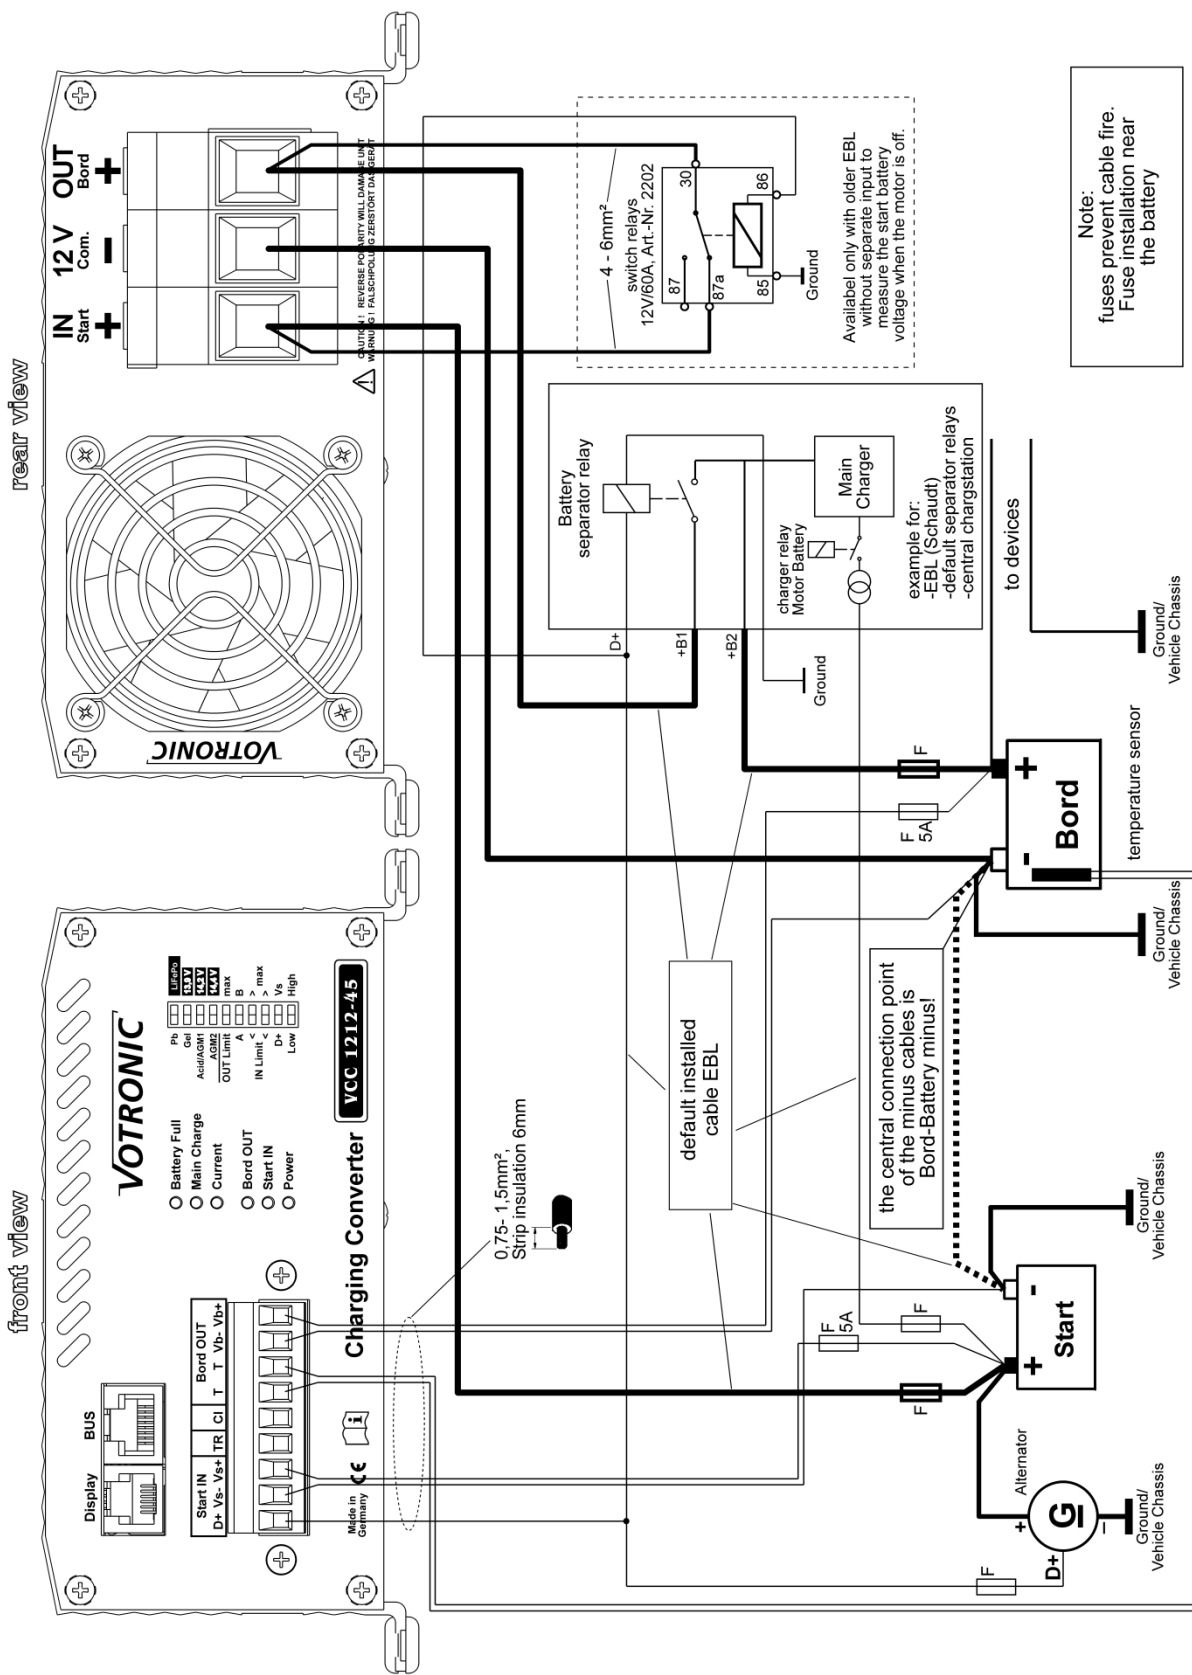 front view
rear view
Display
BUS
Start IN
Bord OUT
D+ Vs- Vs+ TR CI T T Vb- Vb+
Made in
Germany
CE
Charging Converter
VCC 1212-45
VOTRONIC
Battery Full
Main Charge
Current
Bord OUT
Start IN
Power
Pb LiFePo
Gel 13,9 V
Acid/AGM1 14,2 V
AGM2 14,4 V
OUT Limit max
A B
IN Limit < > max
< >
D+ Vs
Low High
VOTRONIC
IN
Start
+
12 V
Com.
-
OUT
Bord
+
CAUTION ! REVERSE POLARITY WILL DAMAGE UNIT
WARNUNG ! FALSCHPOLUNG ZERSTÖRT DAS GERÄT
0,75- 1,5mm²,
Strip insulation 6mm
4 - 6mm²
switch relays
12V/60A, Art.-Nr. 2202
30
86
87
87a
85
Ground
Availabel only with older EBL
without separate input to
measure the start battery
voltage when the motor is off.
Battery
separator relay
Main
Charger
charger relay
Motor Battery
example for:
-EBL (Schaudt)
-default separator relays
-central chargstation
D+
+B1
+B2
Ground
default installed
cable EBL
the central connection point
of the minus cables is
Bord-Battery minus!
to devices
Ground/
Vehicle Chassis
Note:
fuses prevent cable fire.
Fuse installation near
the battery
F
F
5A
- +
Bord
temperature sensor
Ground/
Vehicle Chassis
F
5A
F
F
+ -
Start
Ground/
Vehicle Chassis
Alternator
+
G
-
D+
F
Ground/
Vehicle Chassis